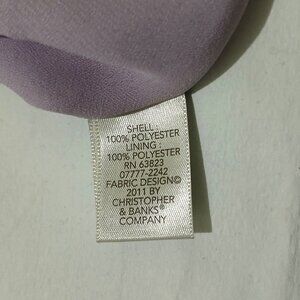 SHELL :
100% POLYESTER
LINING :
100% POLYESTER
RN 63823
07777-2242
FABRIC DESIGN©
2011 BY
CHRISTOPHER
& BANKS®
COMPANY